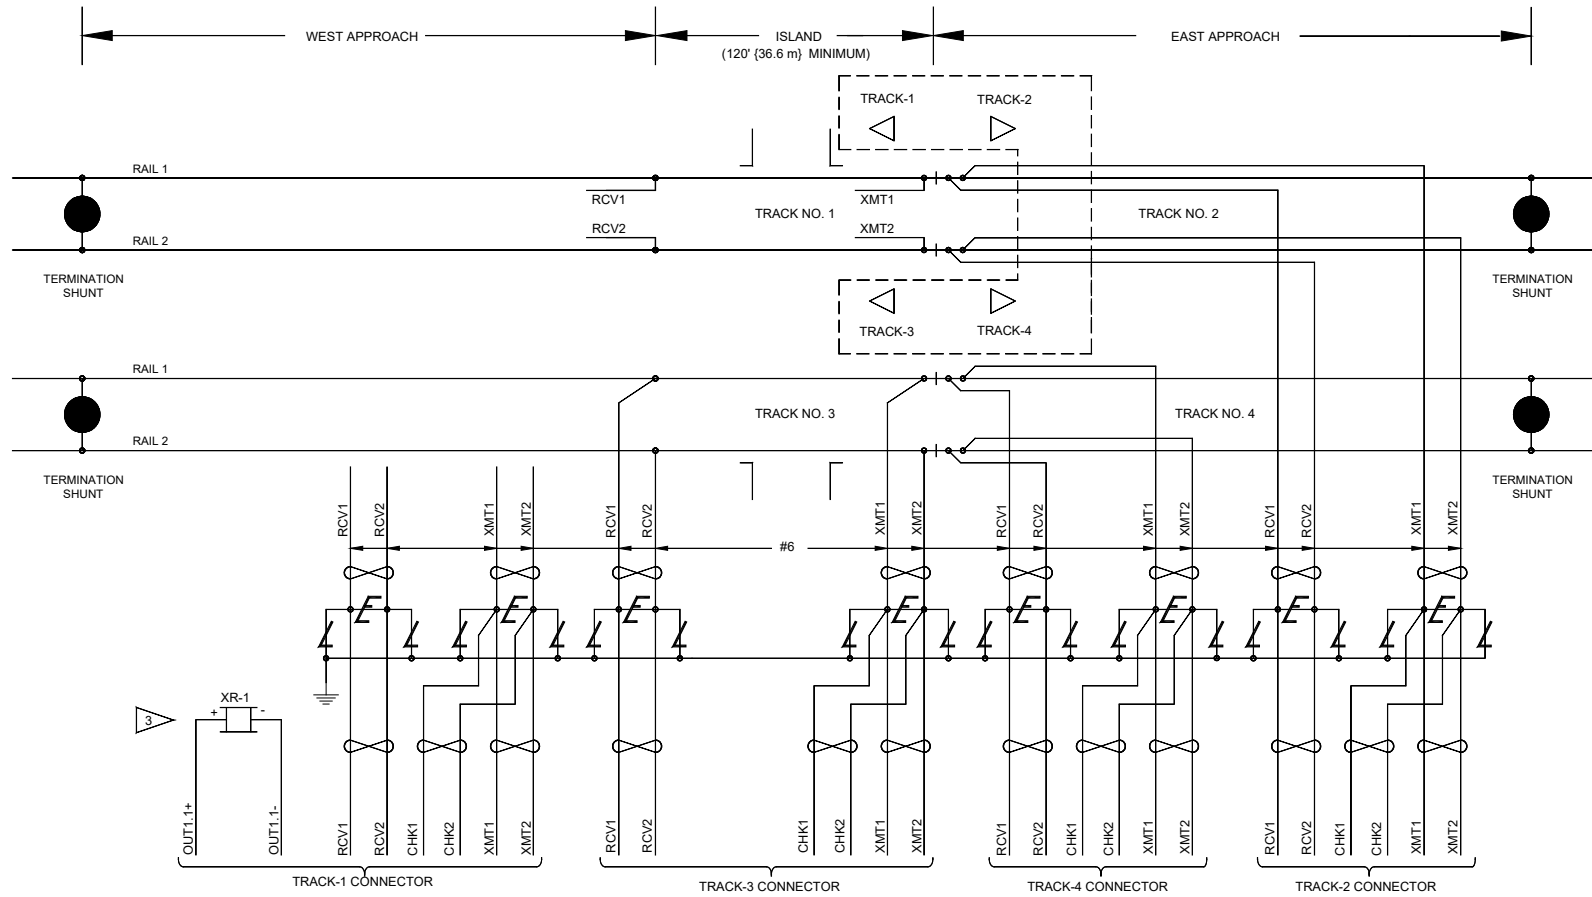 WEST APPROACH
ISLAND
(120' {36.6 m} MINIMUM)
EAST APPROACH
TRACK-1
TRACK-2
RAIL 1
RCV1
XMT1
TRACK NO. 1
TRACK NO. 2
RCV2
XMT2
RAIL 2
TERMINATION
SHUNT
TERMINATION
SHUNT
TRACK-3
TRACK-4
RAIL 1
TRACK NO. 3
TRACK NO. 4
RAIL 2
TERMINATION
SHUNT
TERMINATION
SHUNT
RCV1
RCV2
XMT1
XMT2
RCV1
RCV2
XMT1
XMT2
RCV1
RCV2
XMT1
XMT2
RCV1
RCV2
XMT1
XMT2
#6
XR-1
+
-
3
OUT1.1+
OUT1.1-
RCV1
RCV2
CHK1
CHK2
XMT1
XMT2
RCV1
RCV2
CHK1
CHK2
XMT1
XMT2
RCV1
RCV2
CHK1
CHK2
XMT1
XMT2
RCV1
RCV2
CHK1
CHK2
XMT1
XMT2
TRACK-1 CONNECTOR
TRACK-3 CONNECTOR
TRACK-4 CONNECTOR
TRACK-2 CONNECTOR